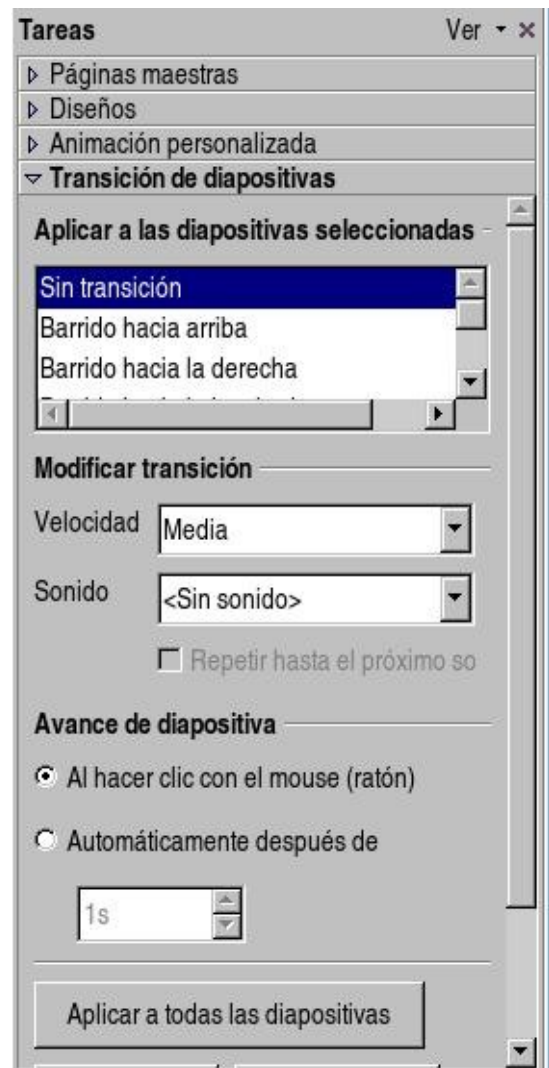 Tareas Ver
Páginas maestras
Diseños
Animación personalizada
Transición de diapositivas
Aplicar a las diapositivas seleccionadas
Sin transición
Barrido hacia arriba
Barrido hacia la derecha
Modificar transición
Velocidad Media
Sonido <Sin sonido>
Repetir hasta el próximo so
Avance de diapositiva
Al hacer clic con el mouse (ratón)
Automáticamente después de
1s
Aplicar a todas las diapositivas